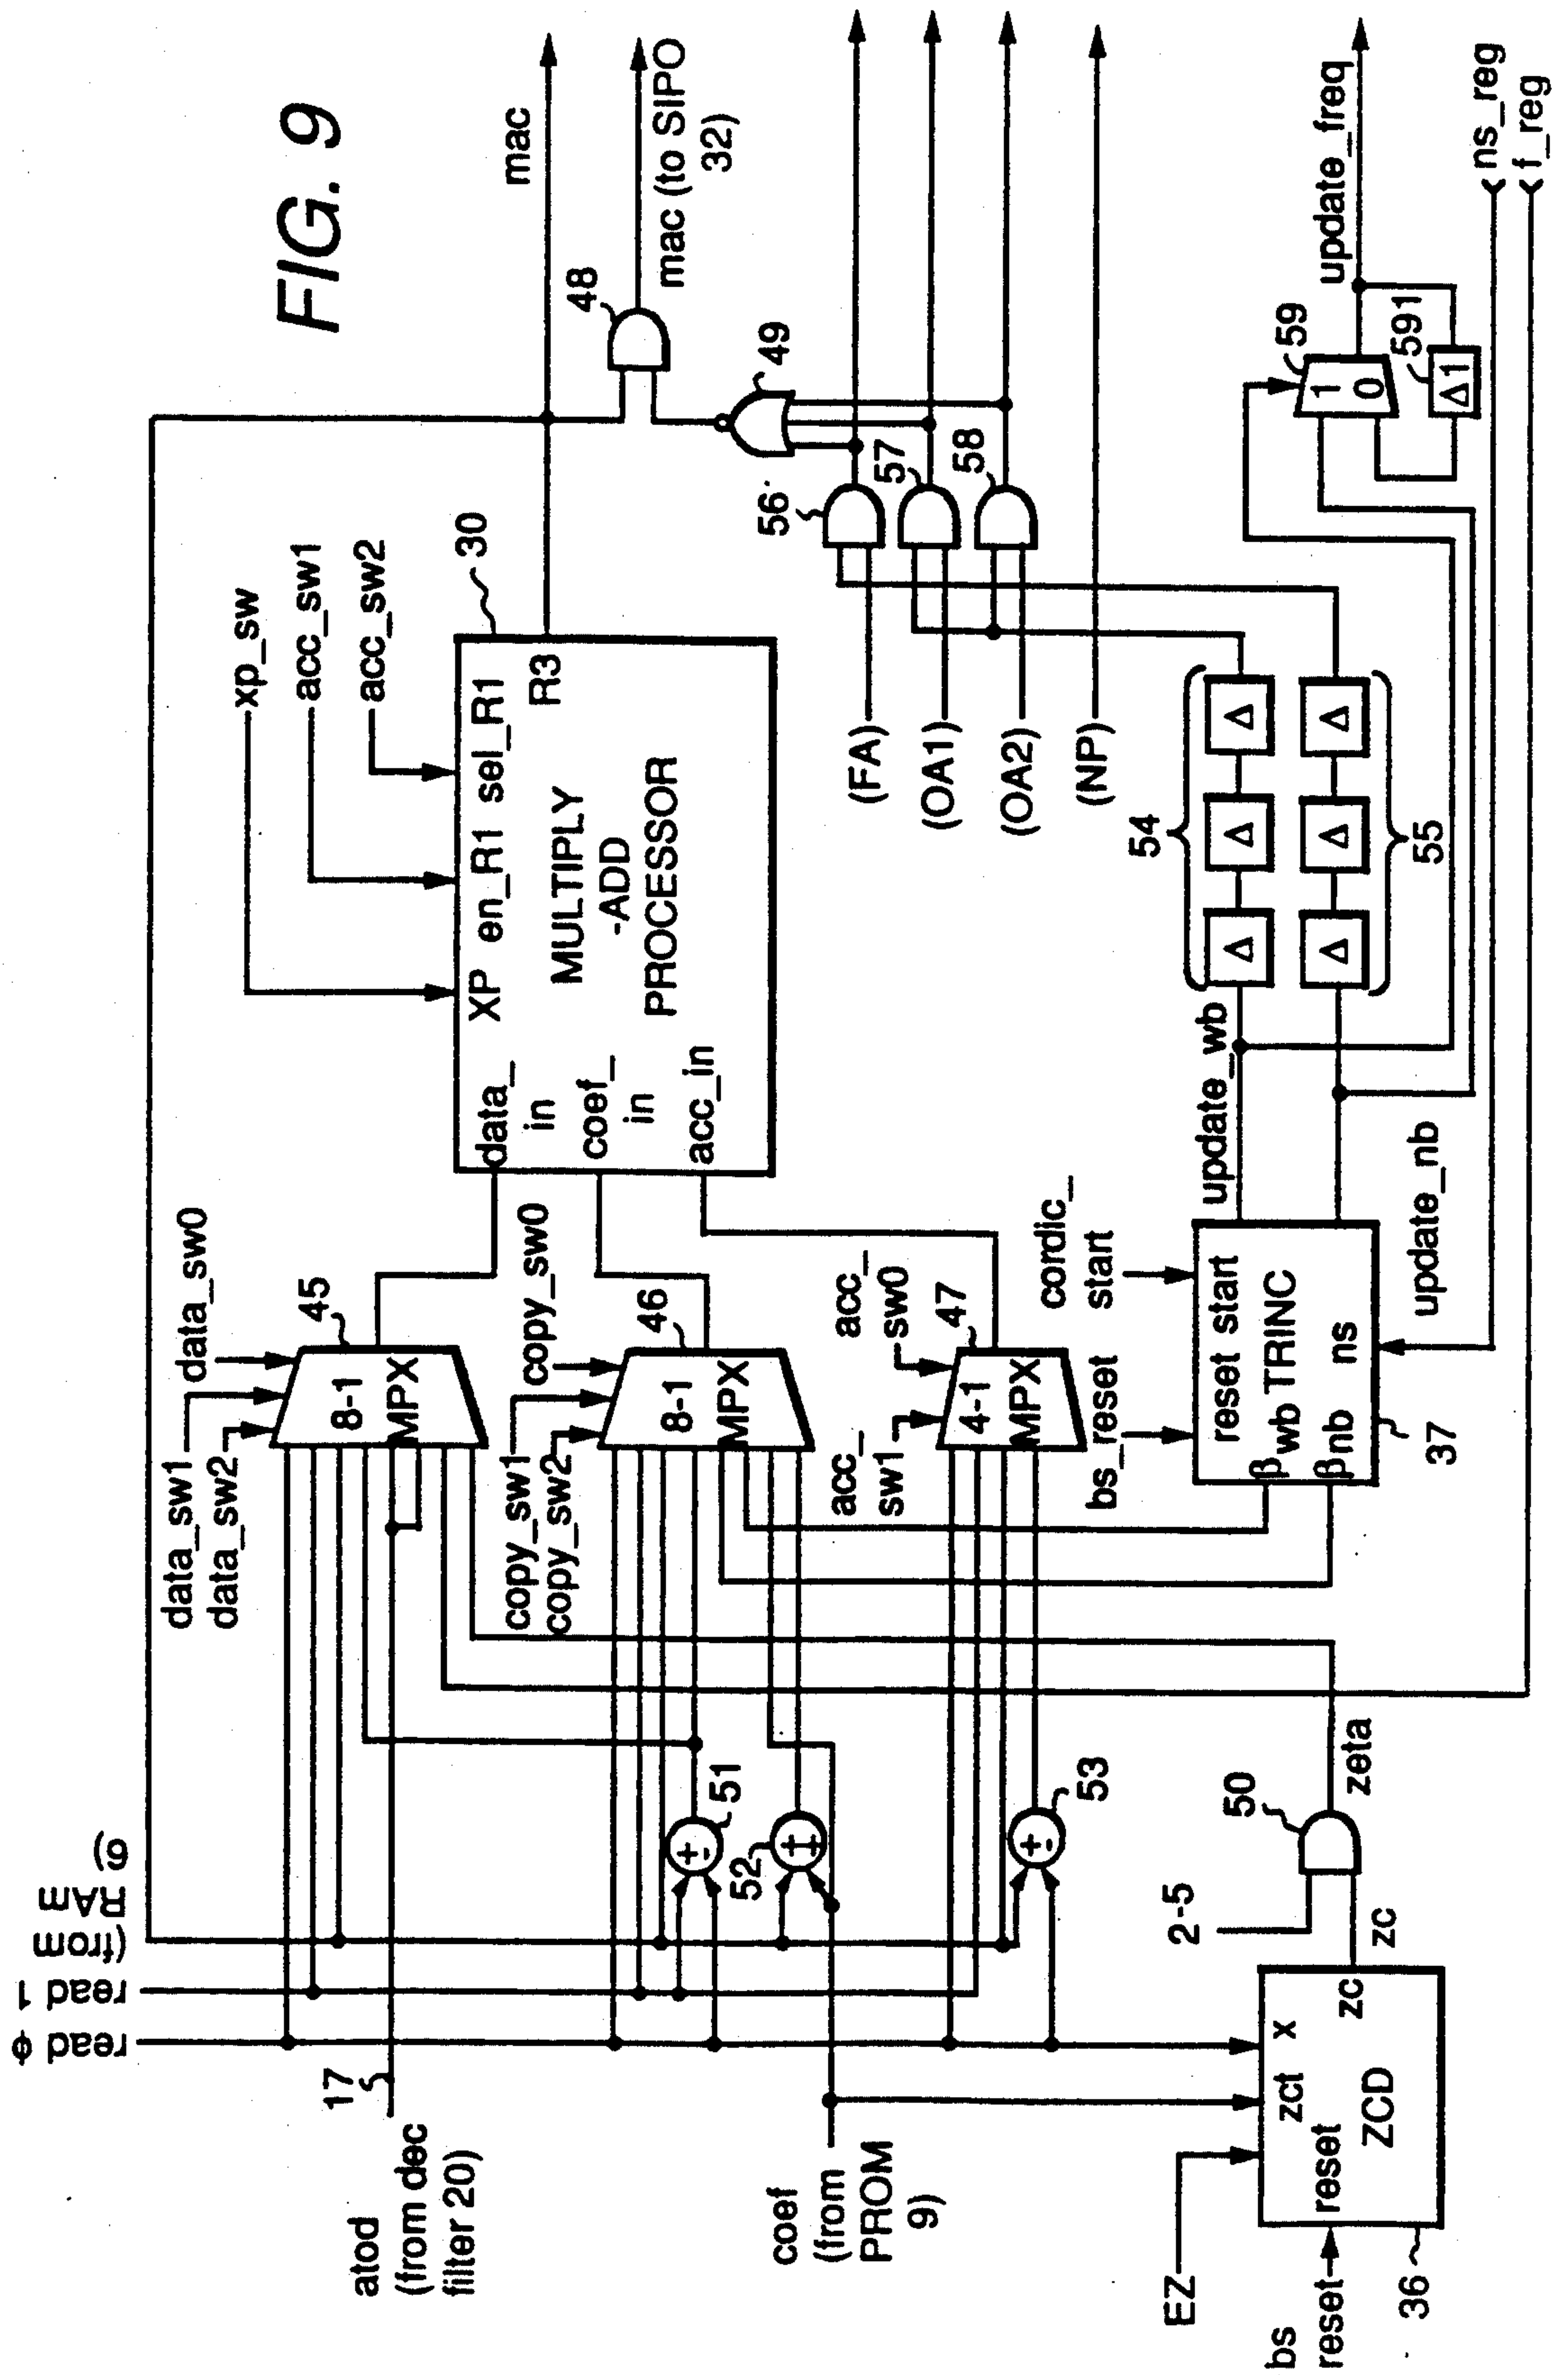 FIG. 9
mac
mac (to SIPO
32)
48
49
xp_sw
acc_sw1
acc_sw2
30
XP en_R1 sel_R1
R3
MULTIPLY
-ADD
PROCESSOR
data_
in
coef_
in
acc_in
data_sw0
data_sw1
data_sw2
45
8-1
MPX
copy_sw0
copy_sw1
copy_sw2
46
8-1
MPX
acc_
sw0
acc_
sw1
47
4-1
MPX
read ϕ
read 1
(from
RAM
6)
17
atod
(from dec
filter 20)
coef
(from
PROM
9)
51
52
53
+
-
+
+
+
-
56
57
58
(FA)
(OA1)
(OA2)
(NP)
54
Δ Δ Δ
Δ Δ Δ
55
update_wb
update_nb
cordic_
start
bs_reset
reset start
βwb TRINC
βnb ns
37
59
1
0
591
Δ1
update_freq
ns_reg
f_reg
50
2-5
zc
zeta
EZ
bs
reset
zct x
reset
zc
ZCD
36